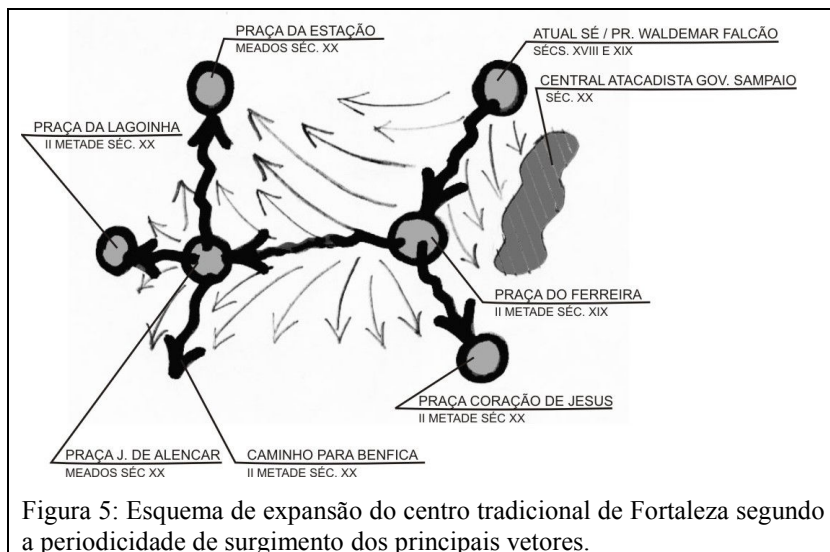 PRAÇA DA ESTAÇÃO
MEADOS SÉC. XX
ATUAL SÉ / PR. WALDEMAR FALCÃO
SÉCS. XVIII E XIX
CENTRAL ATACADISTA GOV. SAMPAIO
SÉC. XX
PRAÇA DA LAGOINHA
II METADE SÉC. XX
PRAÇA DO FERREIRA
II METADE SÉC. XIX
PRAÇA CORAÇÃO DE JESUS
II METADE SÉC XX
PRAÇA J. DE ALENCAR
MEADOS SÉC XX
CAMINHO PARA BENFICA
II METADE SÉC. XX
Figura 5: Esquema de expansão do centro tradicional de Fortaleza segundo
a periodicidade de surgimento dos principais vetores.